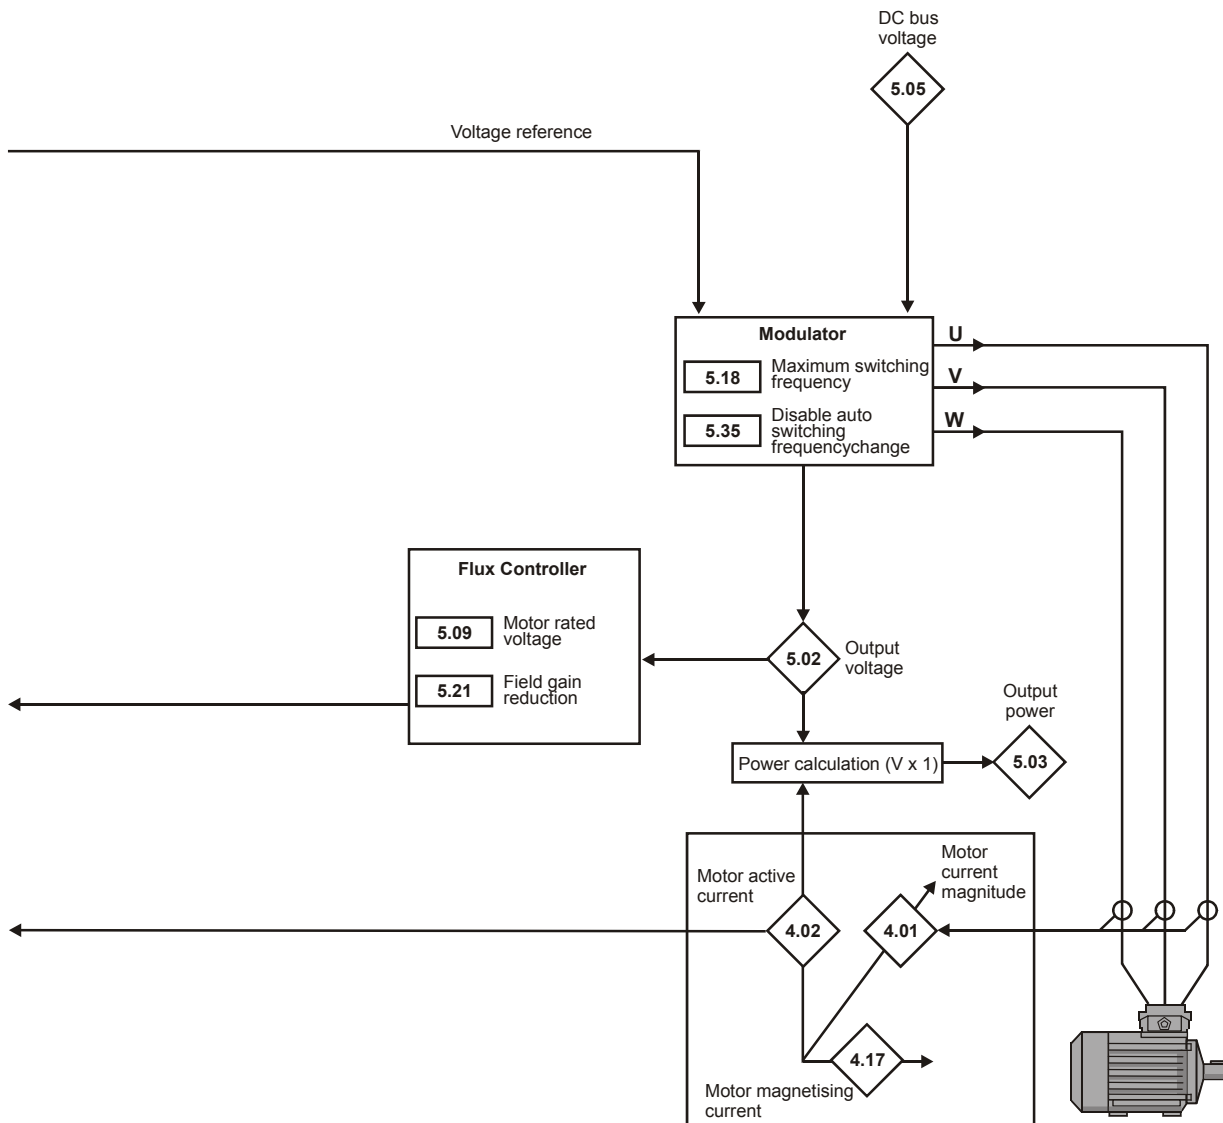 DC bus
voltage
5.05
Voltage reference
Modulator
5.18
Maximum switching
frequency
5.35
Disable auto
switching
frequencychange
U
V
W
Flux Controller
5.09
Motor rated
voltage
5.21
Field gain
reduction
5.02
Output
voltage
Output
power
Power calculation (V x 1)
5.03
Motor active
current
Motor
current
magnitude
4.02
4.01
4.17
Motor magnetising
current